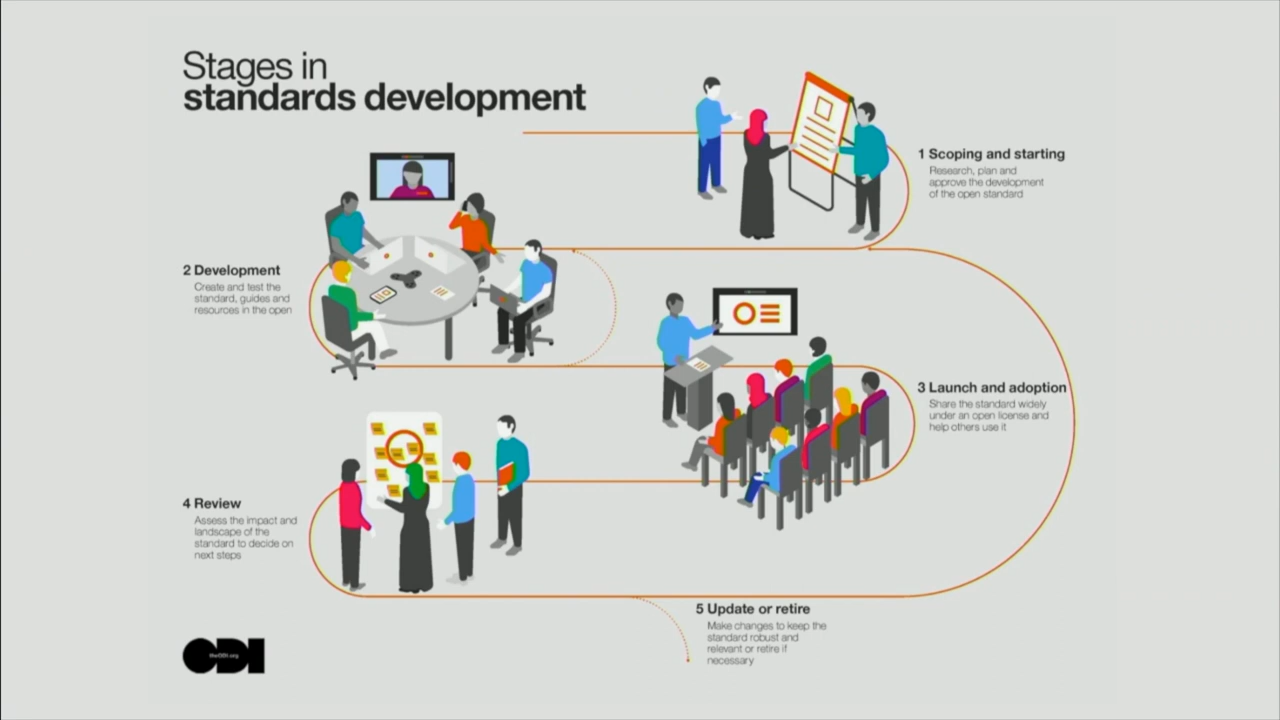 Stages in
standards development
1 Scoping and starting
Research, plan and
approve the development
of the open standard
2 Development
Create and test the
standard, guides and
resources in the open
3 Launch and adoption
Share the standard widely
under an open license and
help others use it
4 Review
Assess the impact and
landscape of the
standard to decide on
next steps
5 Update or retire
Make changes to keep the
standard robust and
relevant or retire if
necessary
ODI
theODI.org